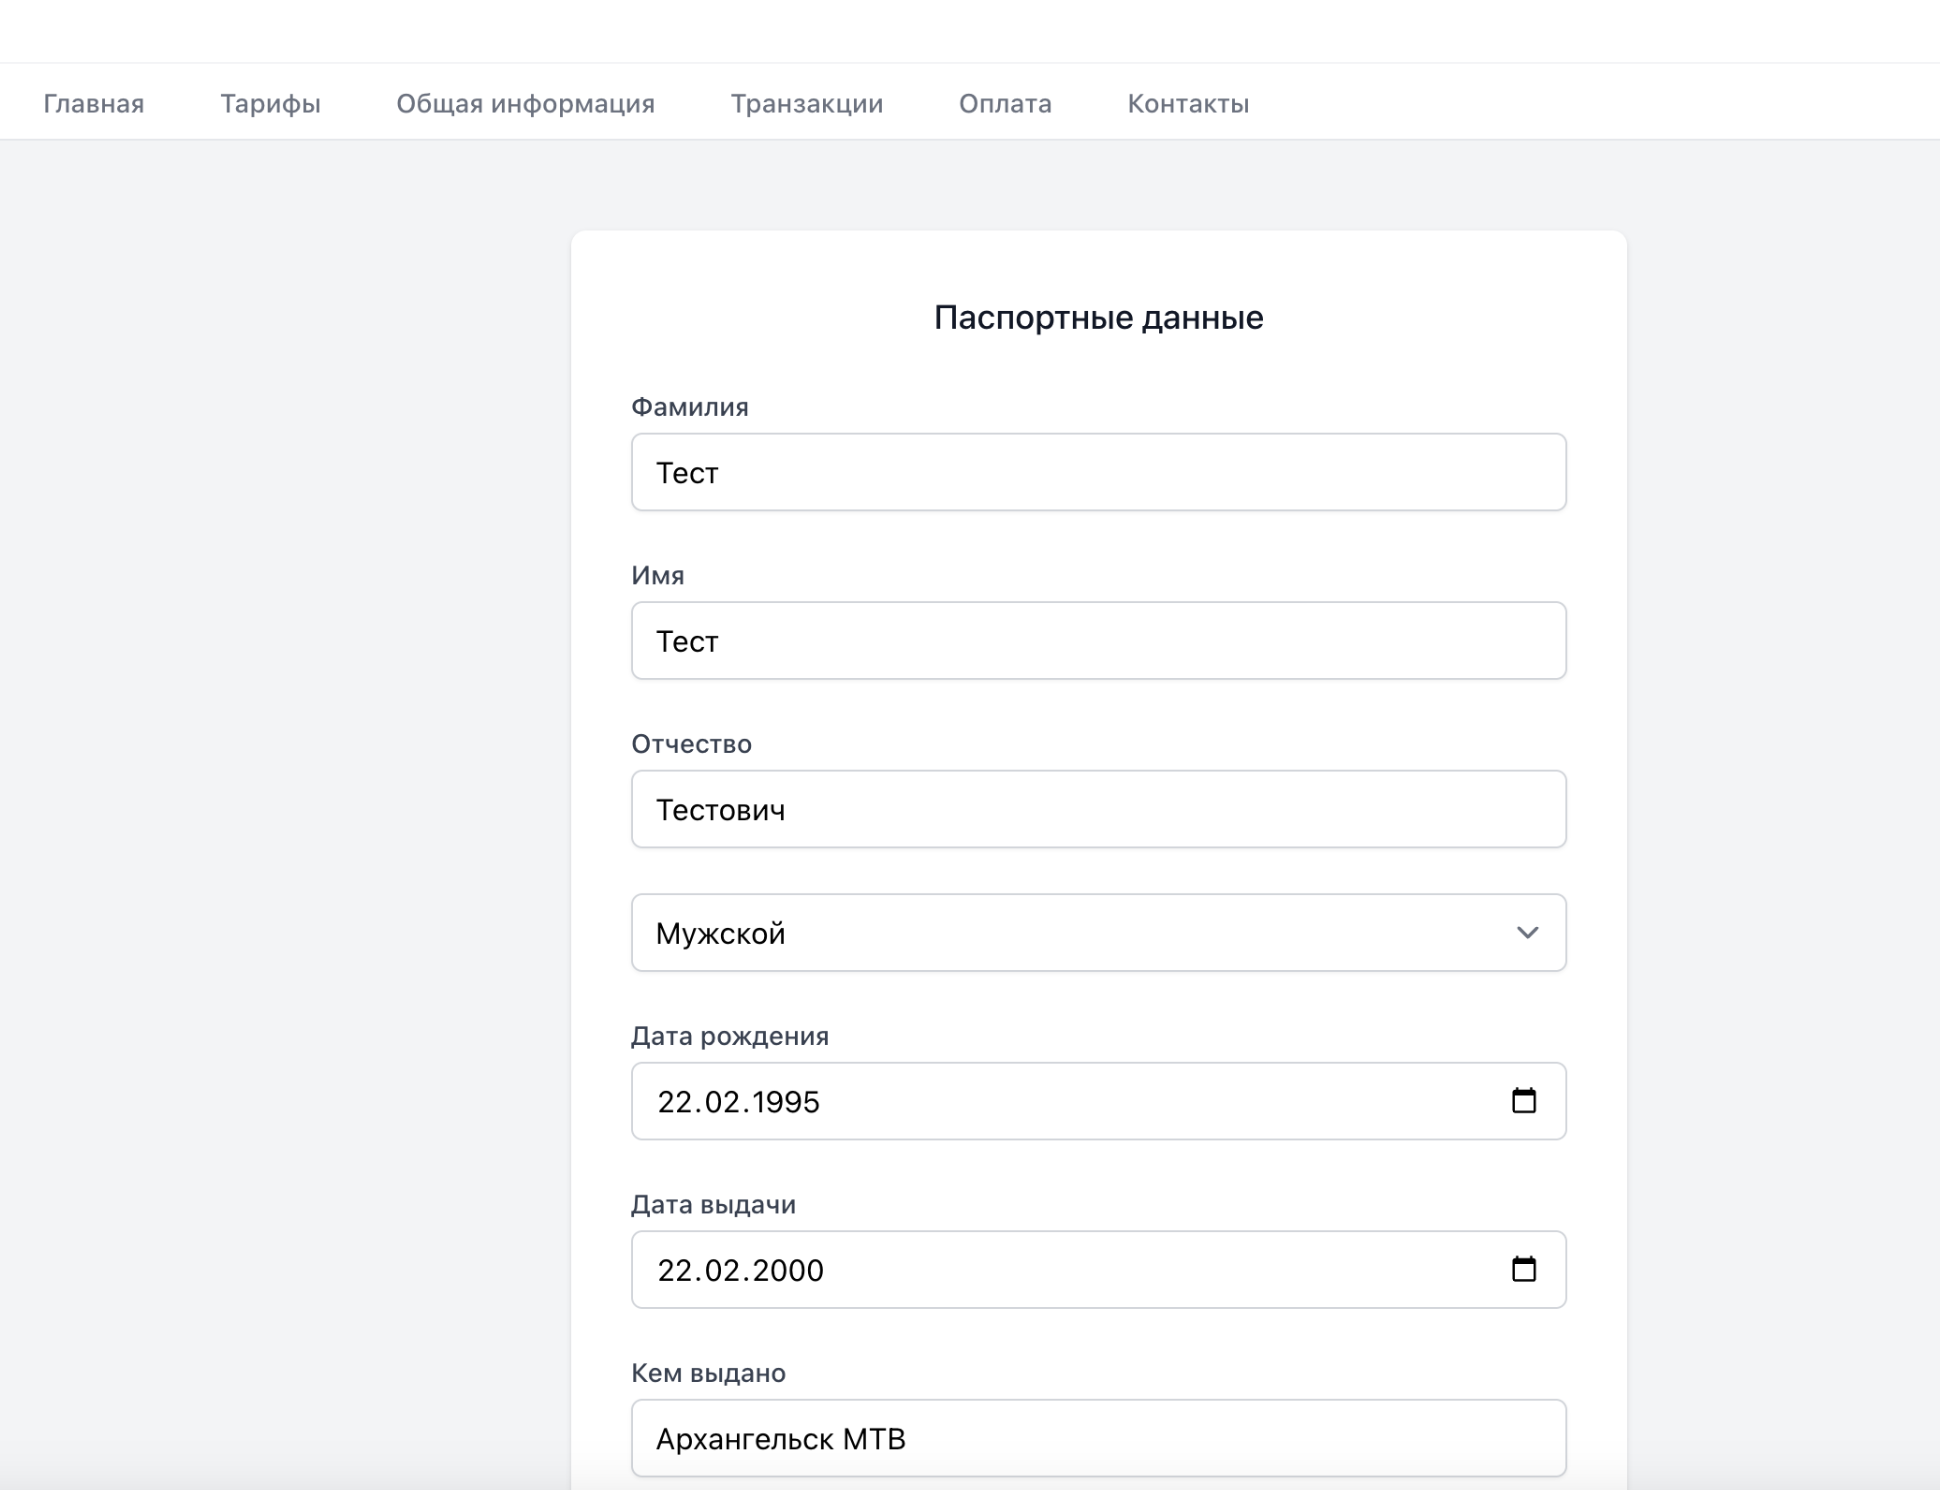 Главная Тарифы Общая информация Транзакции Оплата Контакты
Паспортные данные
Фамилия
Тест
Имя
Тест
Отчество
Тестович
Мужской
Дата рождения
22.02.1995
Дата выдачи
22.02.2000
Кем выдано
Архангельск МТВ